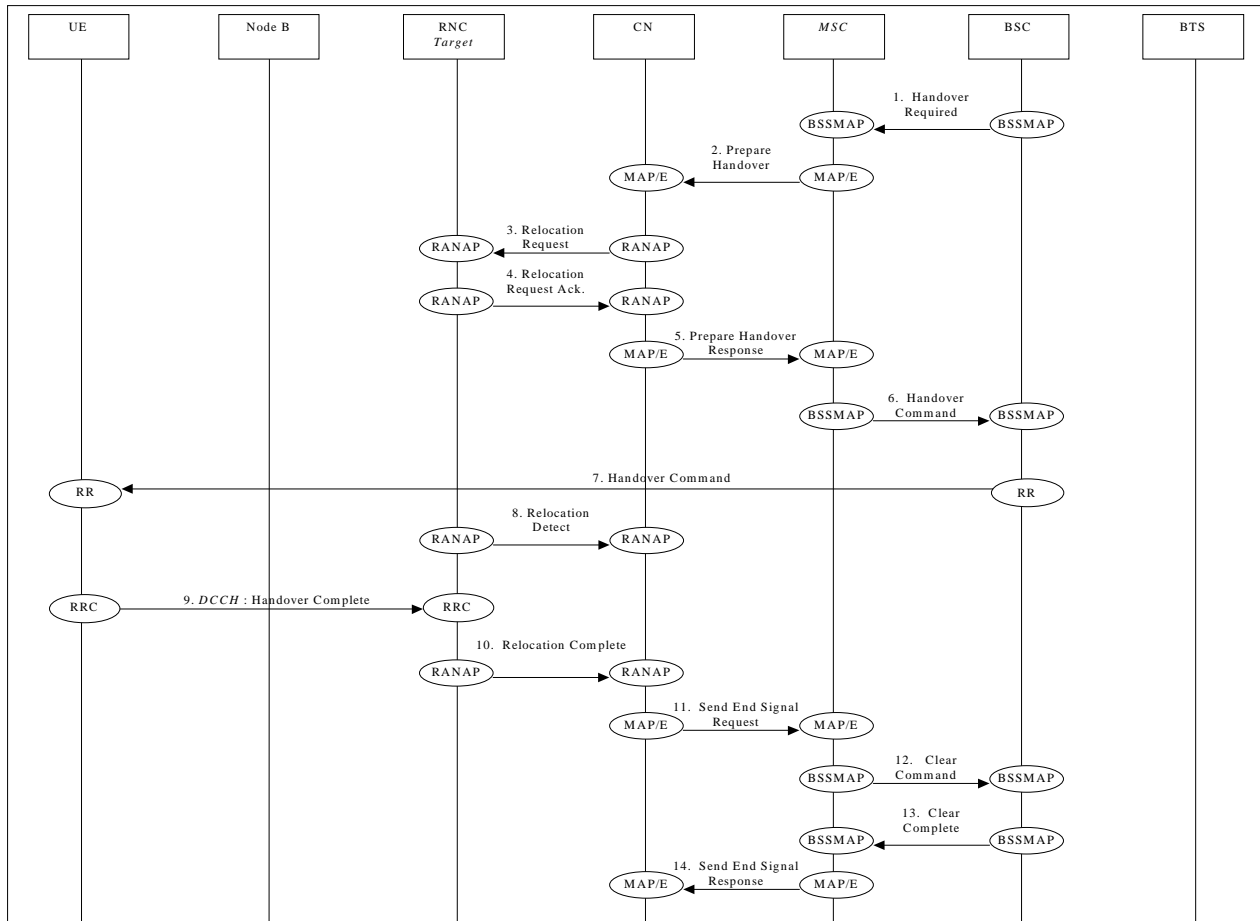 UE
Node B
RNC
Target
CN
MSC
BSC
BTS
1. Handover
Required
BSSMAP
BSSMAP
2. Prepare
Handover
MAP/E
MAP/E
3. Relocation
Request
RANAP
RANAP
4. Relocation
Request Ack.
RANAP
RANAP
5. Prepare Handover
Response
MAP/E
MAP/E
6. Handover
Command
BSSMAP
BSSMAP
7. Handover Command
RR
RR
8. Relocation
Detect
RANAP
RANAP
9. DCCH : Handover Complete
RRC
RRC
10. Relocation Complete
RANAP
RANAP
11. Send End Signal
Request
MAP/E
MAP/E
12. Clear
Command
BSSMAP
BSSMAP
13. Clear
Complete
BSSMAP
BSSMAP
14. Send End Signal
Response
MAP/E
MAP/E